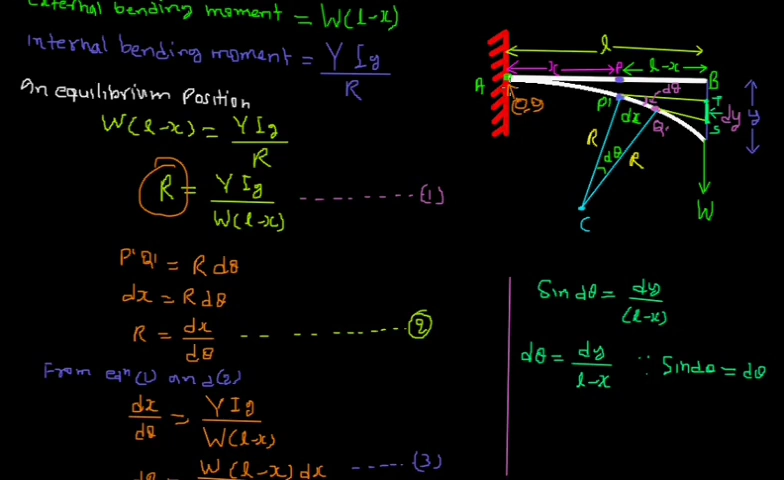 External bending moment = W(l-x)
Internal bending moment = Y Ig / R
An equilibrium Position
W(l-x) = Y Ig / R
R = Y Ig / W(l-x) -------- (1)
P'Q' = R dθ
dx = R dθ
R = dx / dθ -- -- ------ (2)
From eqn (1) and (2)
dx / dθ = Y Ig / W(l-x)
dθ = W(l-x) dx ----- (3)
l
x P l-x
A B
dθ
P' T
dx Q' S dy y
R dθ R
W
C
Sin dθ = dy / (l-x)
dθ = dy / l-x ∵ Sin dθ = dθ